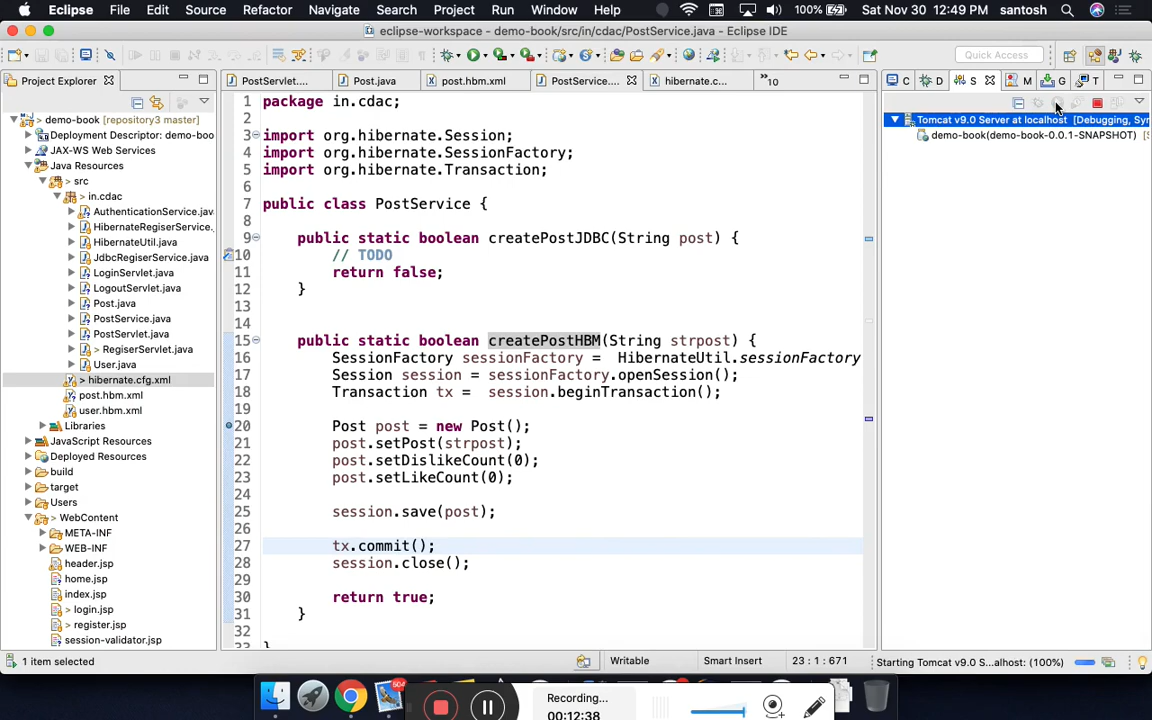 Eclipse File Edit Source Refactor Navigate Search Project Run Window Help 100% Sat Nov 30 12:49 PM santosh
eclipse-workspace - demo-book/src/in/cdac/PostService.java - Eclipse IDE
Quick Access
Project Explorer
PostServlet....
Post.java
post.hbm.xml
PostService....
hibernate.c...
»10
C
D
S
M
G
T
demo-book [repository3 master]
Deployment Descriptor: demo-boo
JAX-WS Web Services
Java Resources
> src
> in.cdac
AuthenticationService.jav
HibernateRegiserService.
HibernateUtil.java
JdbcRegiserService.java
LoginServlet.java
LogoutServlet.java
Post.java
PostService.java
PostServlet.java
> RegiserServlet.java
User.java
> hibernate.cfg.xml
post.hbm.xml
user.hbm.xml
Libraries
JavaScript Resources
Deployed Resources
build
target
Users
> WebContent
META-INF
WEB-INF
header.jsp
home.jsp
index.jsp
> login.jsp
> register.jsp
session-validator.jsp
1 package in.cdac;
2
3 import org.hibernate.Session;
4 import org.hibernate.SessionFactory;
5 import org.hibernate.Transaction;
6
7 public class PostService {
8
9 public static boolean createPostJDBC(String post) {
10 // TODO
11 return false;
12 }
13
14
15 public static boolean createPostHBM(String strpost) {
16 SessionFactory sessionFactory = HibernateUtil.sessionFactory
17 Session session = sessionFactory.openSession();
18 Transaction tx = session.beginTransaction();
19
20 Post post = new Post();
21 post.setPost(strpost);
22 post.setDislikeCount(0);
23 post.setLikeCount(0);
24
25 session.save(post);
26
27 tx.commit();
28 session.close();
29
30 return true;
31 }
32
33 }
Tomcat v9.0 Server at localhost [Debugging, Syn
demo-book(demo-book-0.0.1-SNAPSHOT) [S
1 item selected
Writable
Smart Insert
23 : 1 : 671
Starting Tomcat v9.0 S...alhost: (100%)
504
Recording...
00:12:38